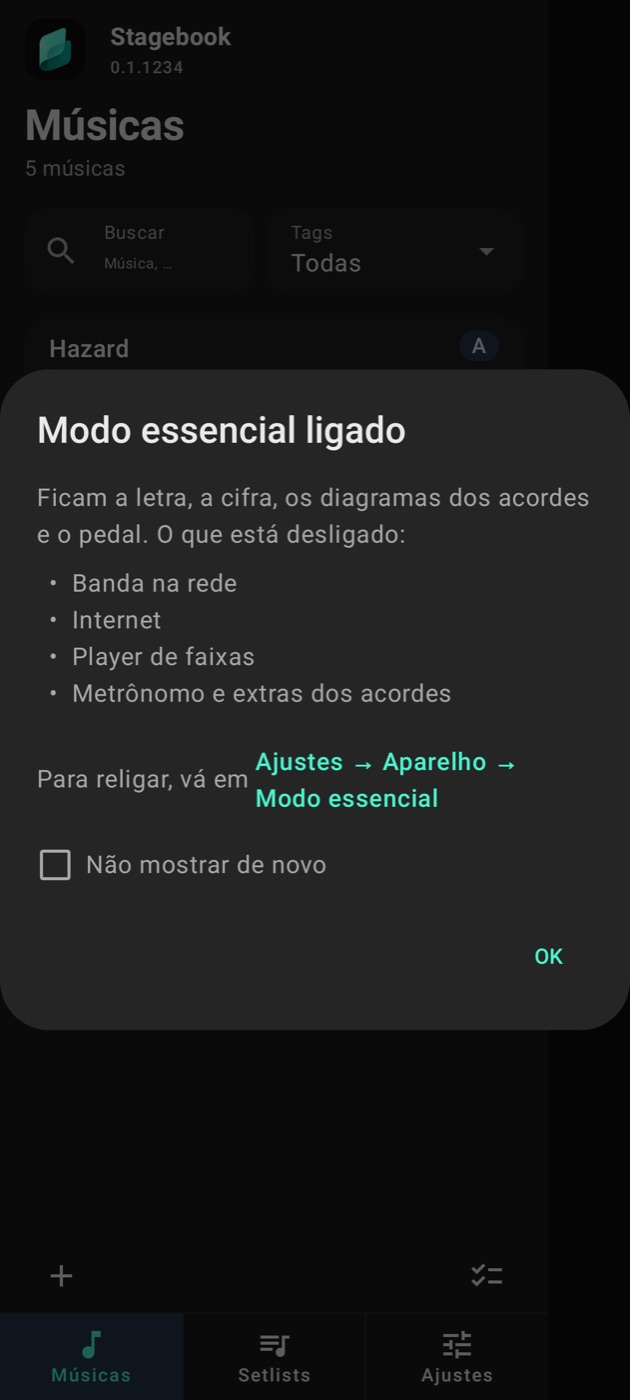 Stagebook
0.1.1234
Músicas
5 músicas
Buscar
Música, …
Tags
Todas
Hazard
A
Modo essencial ligado
Ficam a letra, a cifra, os diagramas dos acordes
e o pedal. O que está desligado:
• Banda na rede
• Internet
• Player de faixas
• Metrônomo e extras dos acordes
Para religar, vá em Ajustes → Aparelho →
Modo essencial
Não mostrar de novo
OK
Músicas
Setlists
Ajustes